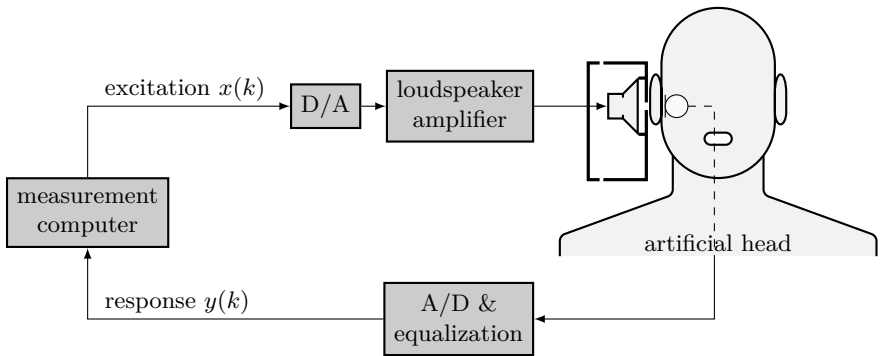 excitation x(k)
D/A
loudspeaker
amplifier
measurement
computer
artificial head
response y(k)
A/D &
equalization